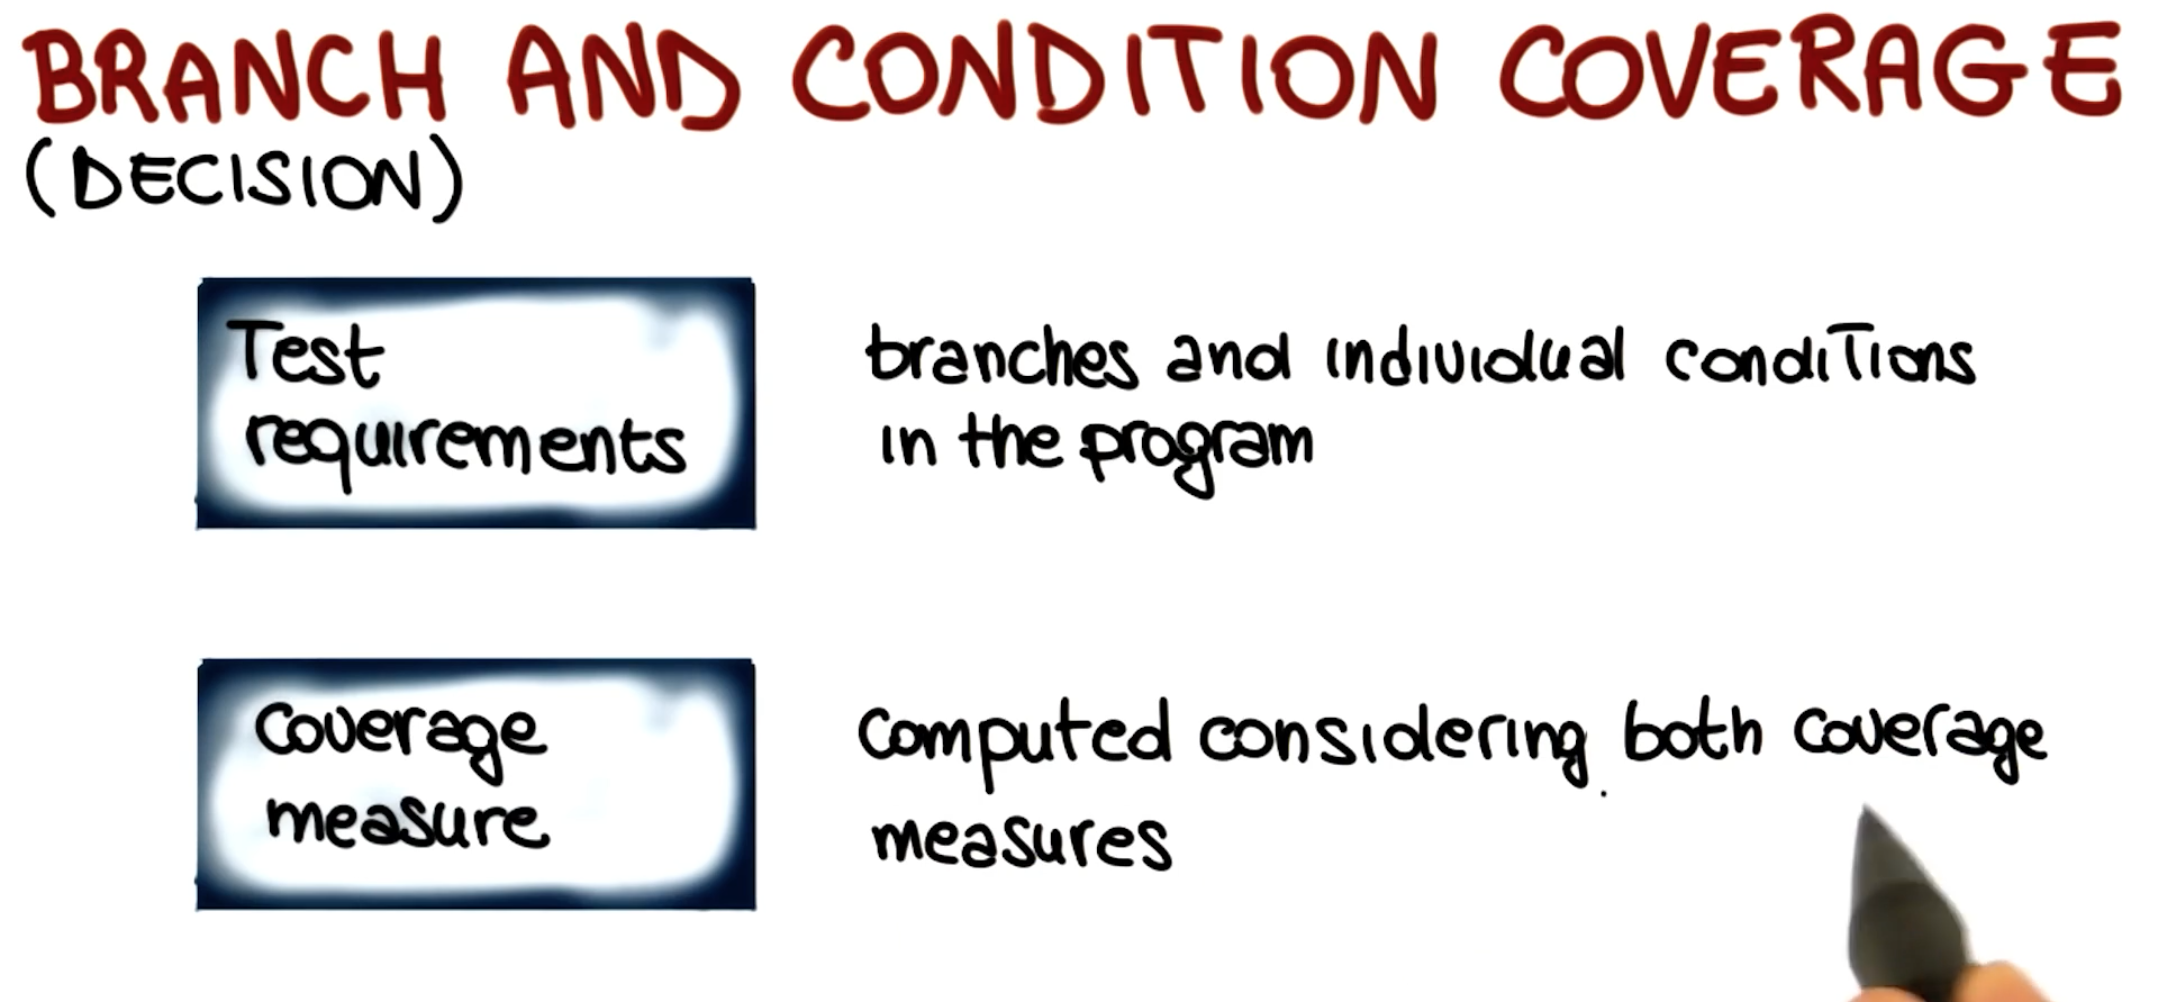 BRANCH AND CONDITION COVERAGE
(DECISION)
Test
requirements
branches and individual conditions
in the program
Coverage
measure
Computed considering both coverage
measures